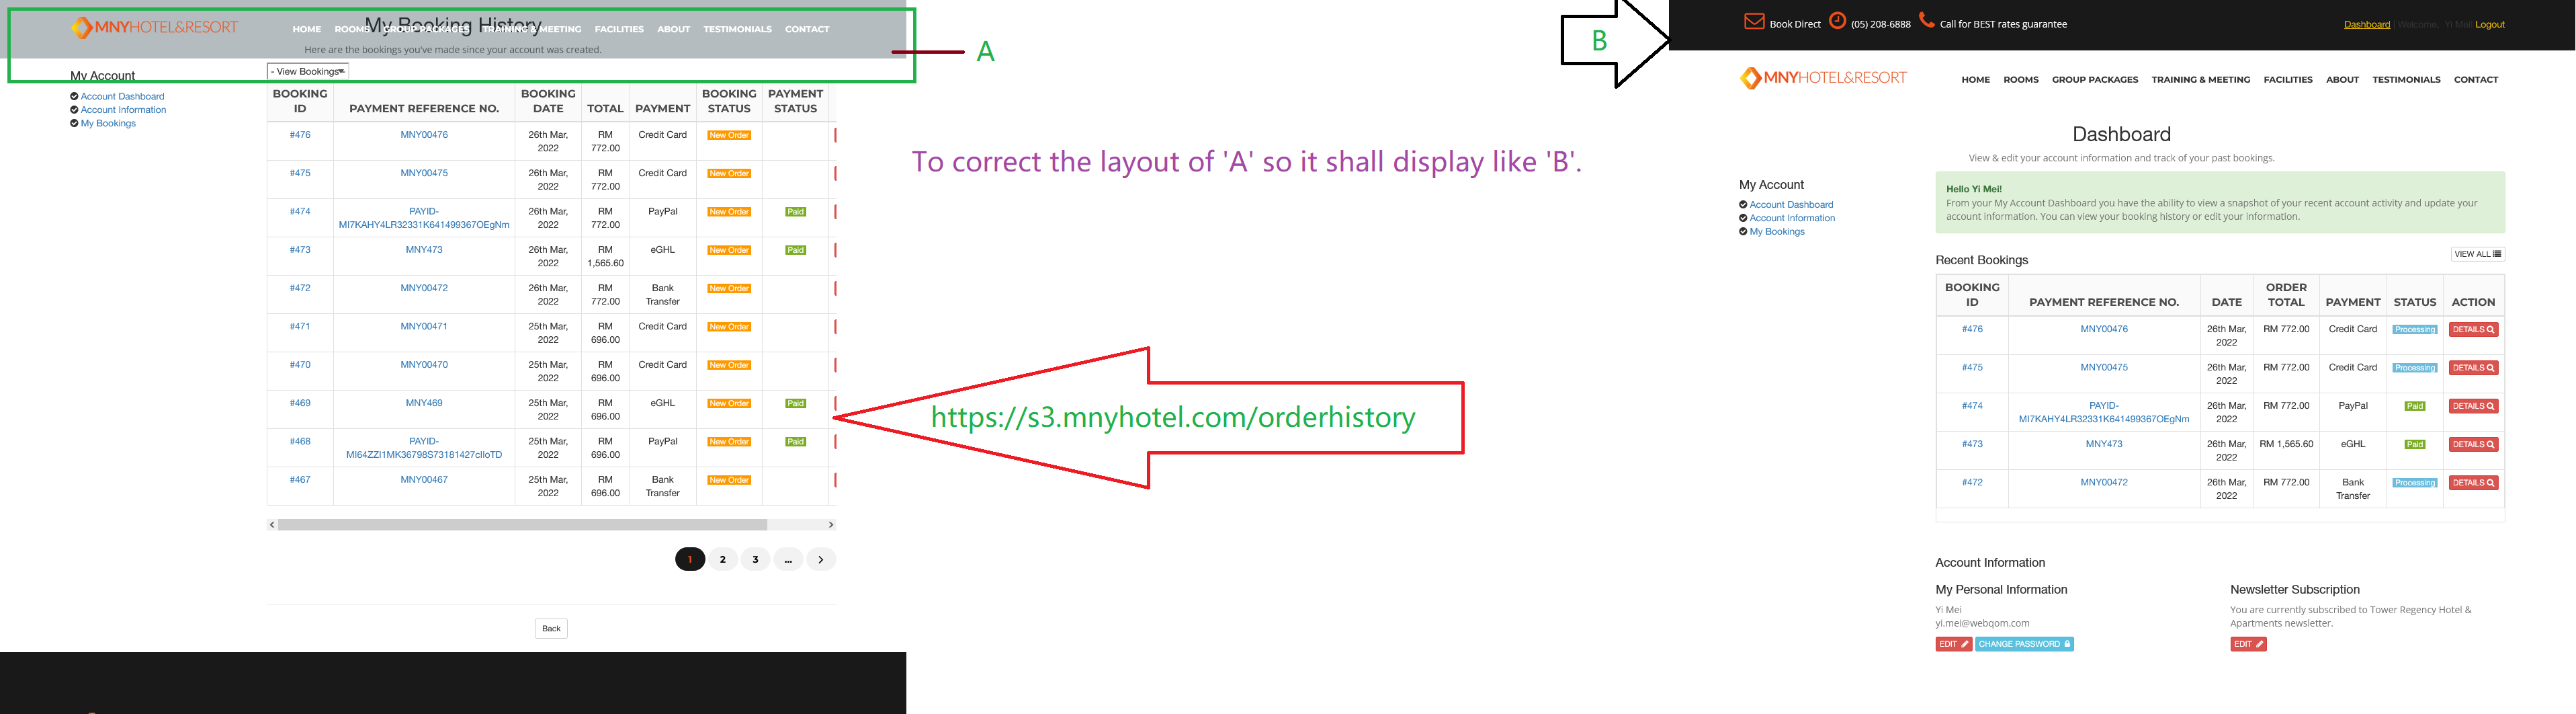 MNYHOTEL&RESORT
HOME ROOMS GROUP PACKAGES TRAINING & MEETING FACILITIES ABOUT TESTIMONIALS CONTACT
My Booking History
Here are the bookings you've made since your account was created.
A
My Account
Account Dashboard
Account Information
My Bookings
- View Bookings -
BOOKING ID PAYMENT REFERENCE NO. BOOKING DATE TOTAL PAYMENT BOOKING STATUS PAYMENT STATUS
#476 MNY00476 26th Mar, 2022 RM 772.00 Credit Card New Order
#475 MNY00475 26th Mar, 2022 RM 772.00 Credit Card New Order
#474 PAYID-MI7KAHY4LR32331K641499367OEgNm 26th Mar, 2022 RM 772.00 PayPal New Order Paid
#473 MNY473 26th Mar, 2022 RM 1,565.60 eGHL New Order Paid
#472 MNY00472 26th Mar, 2022 RM 772.00 Bank Transfer New Order
#471 MNY00471 25th Mar, 2022 RM 696.00 Credit Card New Order
#470 MNY00470 25th Mar, 2022 RM 696.00 Credit Card New Order
#469 MNY469 25th Mar, 2022 RM 696.00 eGHL New Order Paid
#468 PAYID-MI64ZZI1MK36798S73181427clIoTD 25th Mar, 2022 RM 696.00 PayPal New Order Paid
#467 MNY00467 25th Mar, 2022 RM 696.00 Bank Transfer New Order
1 2 3 ... >
Back
To correct the layout of 'A' so it shall display like 'B'.
https://s3.mnyhotel.com/orderhistory
B
Book Direct (05) 208-6888 Call for BEST rates guarantee
Dashboard | Welcome, Yi Mei! Logout
MNYHOTEL&RESORT
HOME ROOMS GROUP PACKAGES TRAINING & MEETING FACILITIES ABOUT TESTIMONIALS CONTACT
Dashboard
View & edit your account information and track of your past bookings.
My Account
Account Dashboard
Account Information
My Bookings
Hello Yi Mei!
From your My Account Dashboard you have the ability to view a snapshot of your recent account activity and update your
account information. You can view your booking history or edit your information.
Recent Bookings
VIEW ALL
BOOKING ID PAYMENT REFERENCE NO. DATE ORDER TOTAL PAYMENT STATUS ACTION
#476 MNY00476 26th Mar, 2022 RM 772.00 Credit Card Processing DETAILS
#475 MNY00475 26th Mar, 2022 RM 772.00 Credit Card Processing DETAILS
#474 PAYID-MI7KAHY4LR32331K641499367OEgNm 26th Mar, 2022 RM 772.00 PayPal Paid DETAILS
#473 MNY473 26th Mar, 2022 RM 1,565.60 eGHL Paid DETAILS
#472 MNY00472 26th Mar, 2022 RM 772.00 Bank Transfer Processing DETAILS
Account Information
My Personal Information
Yi Mei
yi.mei@webqom.com
EDIT CHANGE PASSWORD
Newsletter Subscription
You are currently subscribed to Tower Regency Hotel &
Apartments newsletter.
EDIT